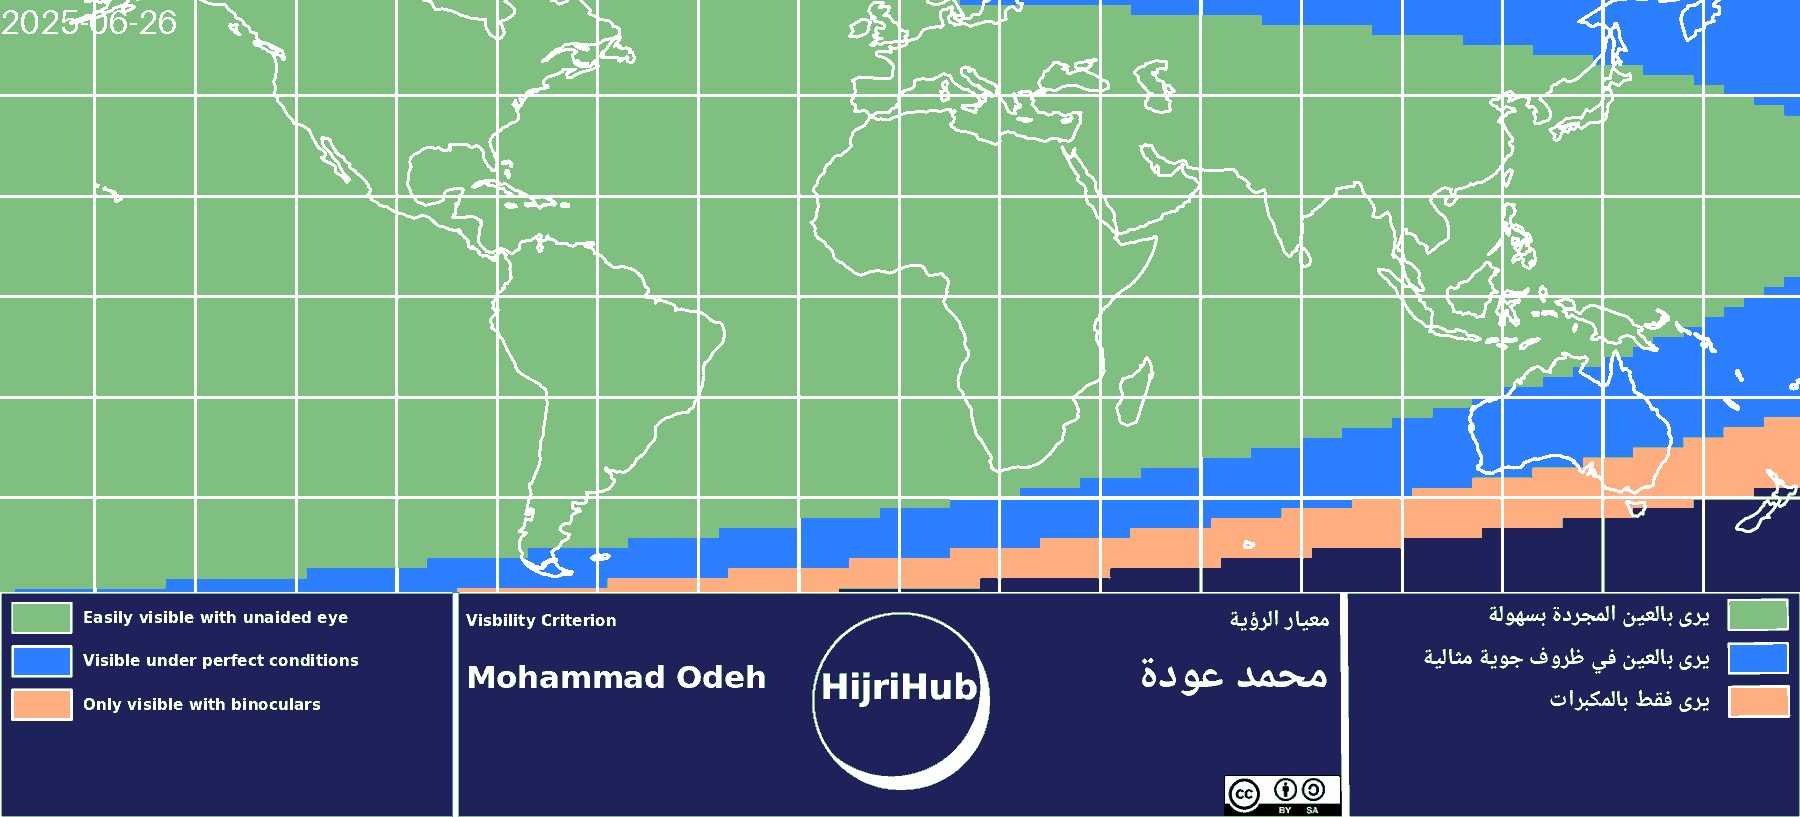 2025-06-26
Easily visible with unaided eye
Visible under perfect conditions
Only visible with binoculars
Visbility Criterion
Mohammad Odeh
HijriHub
معيار الرؤية
محمد عودة
cc BY SA
يرى بالعين المجردة بسهولة
يرى بالعين في ظروف جوية مثالية
يرى فقط بالمكبرات